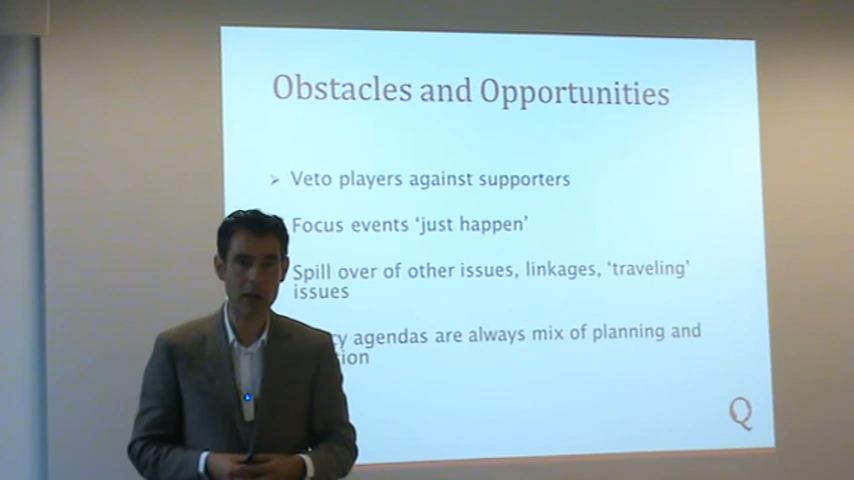 Obstacles and Opportunities
Veto players against supporters
Focus events ‘just happen’
Spill over of other issues, linkages, ‘traveling’
issues
agendas are always mix of planning and
Q